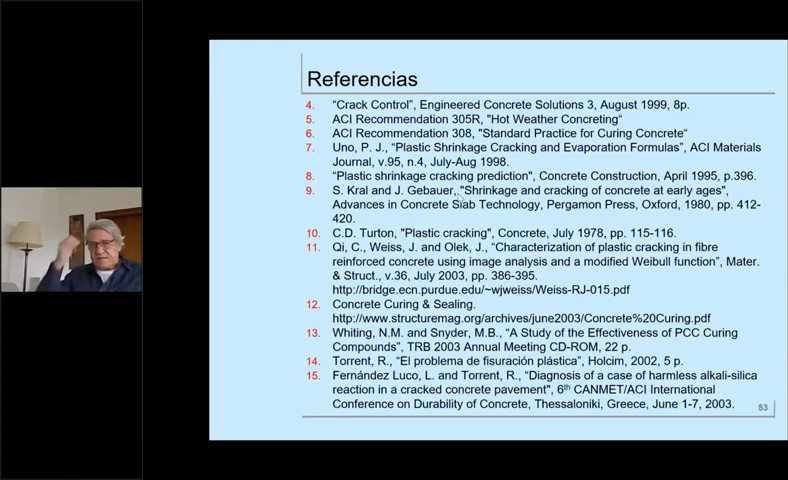 Referencias
4. “Crack Control”, Engineered Concrete Solutions 3, August 1999, 8p.
5. ACI Recommendation 305R, "Hot Weather Concreting“
6. ACI Recommendation 308, "Standard Practice for Curing Concrete“
7. Uno, P. J., “Plastic Shrinkage Cracking and Evaporation Formulas”, ACI Materials
Journal, v.95, n.4, July-Aug 1998.
8. “Plastic shrinkage cracking prediction", Concrete Construction, April 1995, p.396.
9. S. Kral and J. Gebauer, "Shrinkage and cracking of concrete at early ages",
Advances in Concrete Slab Technology, Pergamon Press, Oxford, 1980, pp. 412-
420.
10. C.D. Turton, "Plastic cracking", Concrete, July 1978, pp. 115-116.
11. Qi, C., Weiss, J. and Olek, J., “Characterization of plastic cracking in fibre
reinforced concrete using image analysis and a modified Weibull function”, Mater.
& Struct., v.36, July 2003, pp. 386-395.
http://bridge.ecn.purdue.edu/~wjweiss/Weiss-RJ-015.pdf
12. Concrete Curing & Sealing.
http://www.structuremag.org/archives/june2003/Concrete%20Curing.pdf
13. Whiting, N.M. and Snyder, M.B., “A Study of the Effectiveness of PCC Curing
Compounds”, TRB 2003 Annual Meeting CD-ROM, 22 p.
14. Torrent, R., “El problema de fisuración plástica”, Holcim, 2002, 5 p.
15. Fernández Luco, L. and Torrent, R., “Diagnosis of a case of harmless alkali-silica
reaction in a cracked concrete pavement", 6th CANMET/ACI International
Conference on Durability of Concrete, Thessaloniki, Greece, June 1-7, 2003.
53